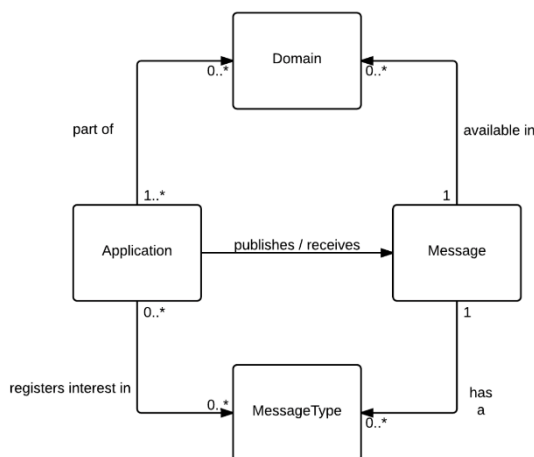 Domain
0..*
0..*
part of
available in
1..*
1
Application
publishes / receives
Message
0..*
1
registers interest in
has
a
0..*
MessageType
0..*